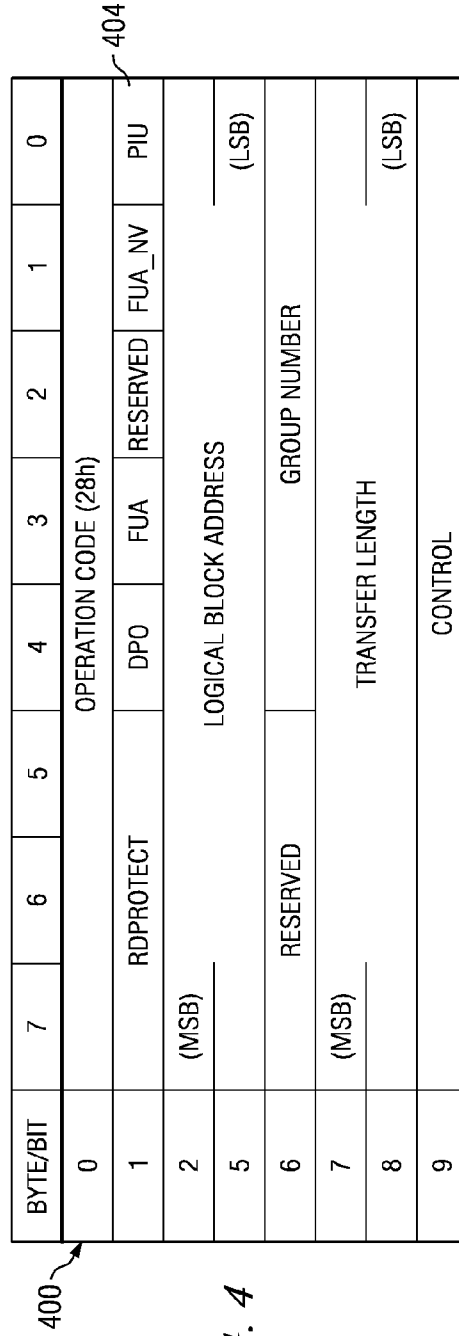 400
BYTE/BIT 7 6 5 4 3 2 1 0
0 OPERATION CODE (28h)
1 RDPROTECT DPO FUA RESERVED FUA_NV PIU
404
2 (MSB)
LOGICAL BLOCK ADDRESS
5 (LSB)
6 RESERVED GROUP NUMBER
7 (MSB)
TRANSFER LENGTH
8 (LSB)
9 CONTROL
. 4